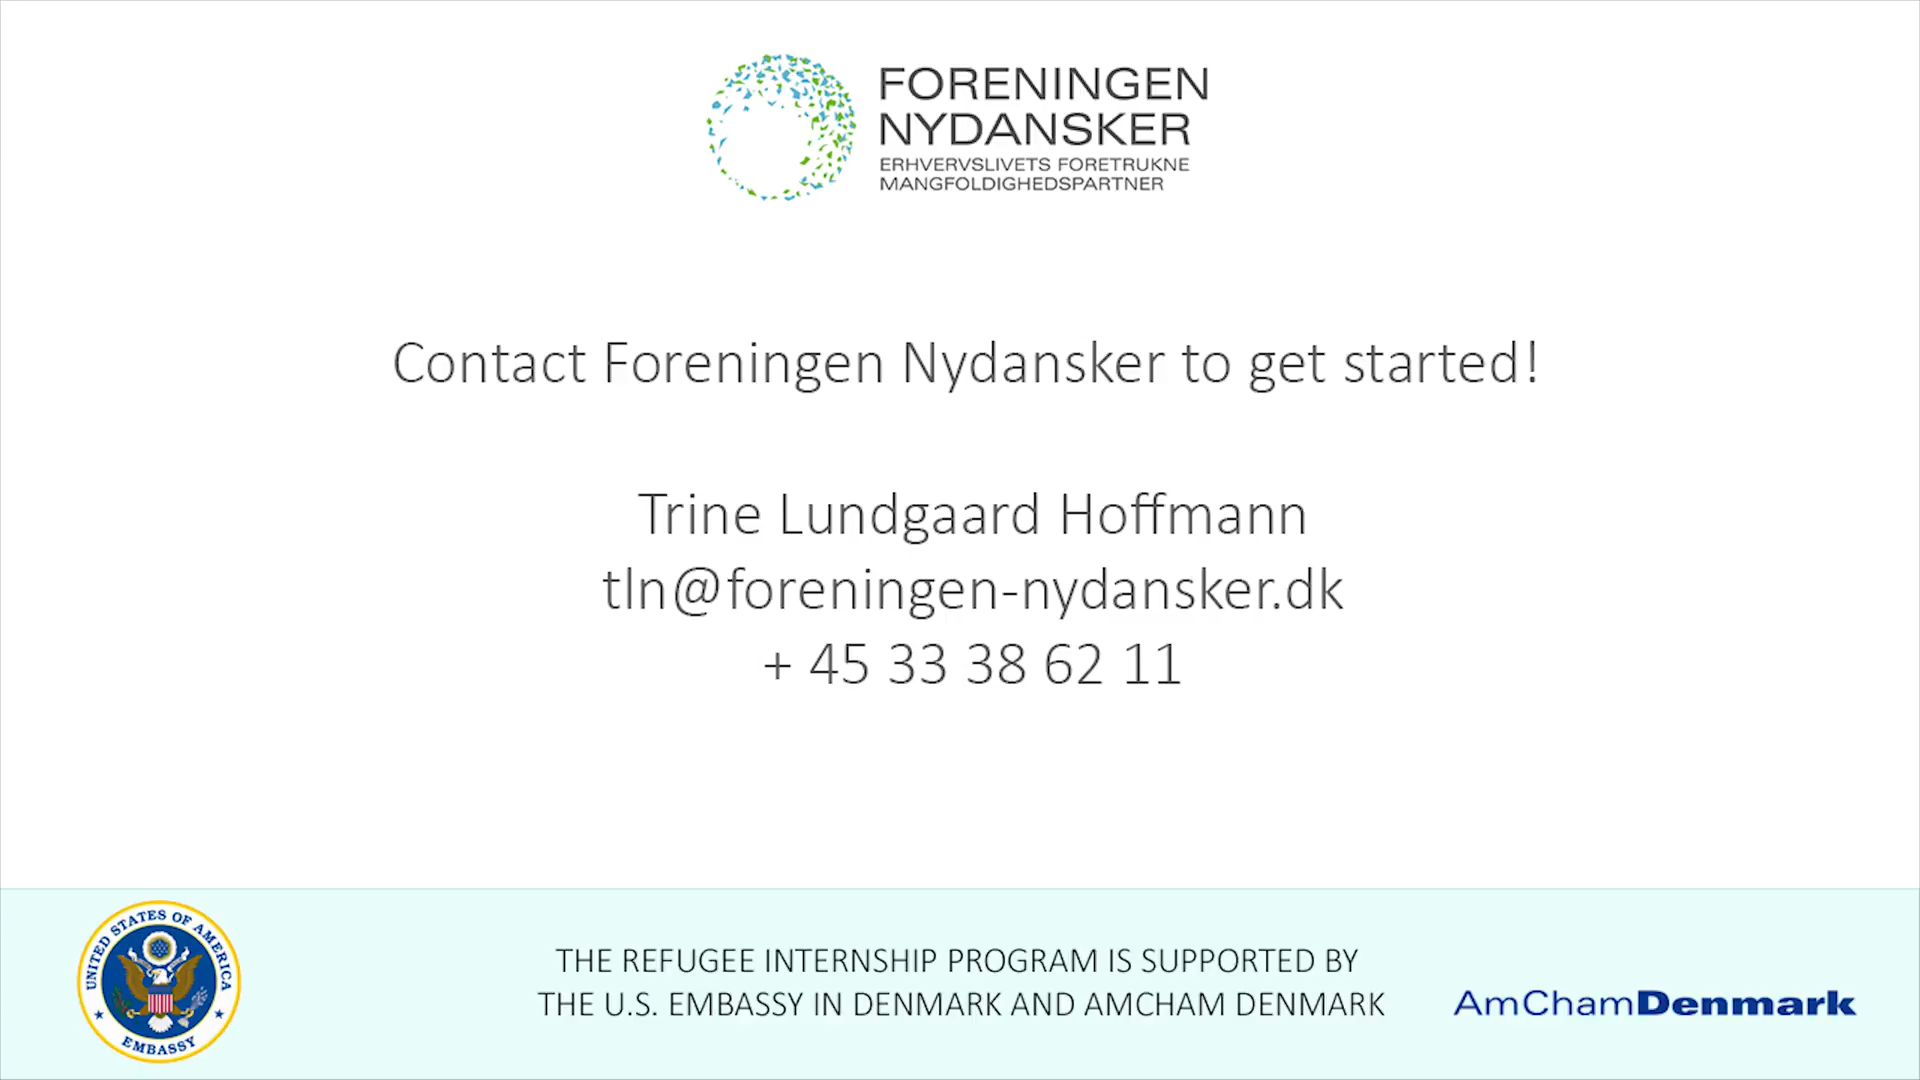 FORENINGEN
NYDANSKER
ERHVERVSLIVETS FORETRUKNE
MANGFOLDIGHEDSPARTNER
Contact Foreningen Nydansker to get started!
Trine Lundgaard Hoffmann
tln@foreningen-nydansker.dk
+ 45 33 38 62 11
UNITED STATES OF AMERICA
EMBASSY
THE REFUGEE INTERNSHIP PROGRAM IS SUPPORTED BY
THE U.S. EMBASSY IN DENMARK AND AMCHAM DENMARK
AmChamDenmark